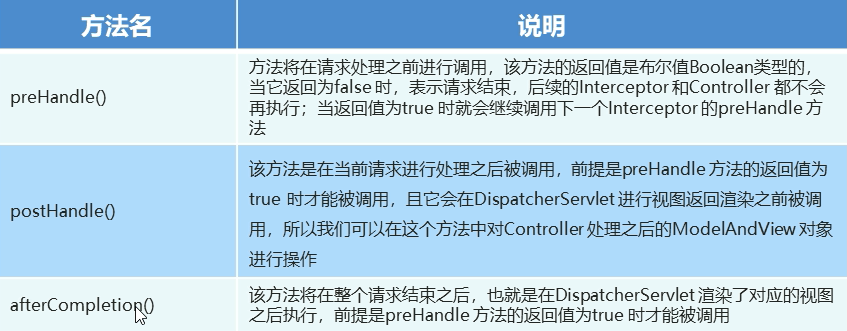 方法名
说明
preHandle()
方法将在请求处理之前进行调用，该方法的返回值是布尔值Boolean类型的，
当它返回为false 时，表示请求结束，后续的Interceptor 和Controller 都不会
再执行；当返回值为true 时就会继续调用下一个Interceptor 的preHandle 方
法
postHandle()
该方法是在当前请求进行处理之后被调用，前提是preHandle 方法的返回值为
true 时才能被调用，且它会在DispatcherServlet 进行视图返回渲染之前被调
用，所以我们可以在这个方法中对Controller 处理之后的ModelAndView 对象
进行操作
afterCompletion()
该方法将在整个请求结束之后，也就是在DispatcherServlet 渲染了对应的视图
之后执行，前提是preHandle 方法的返回值为true 时才能被调用